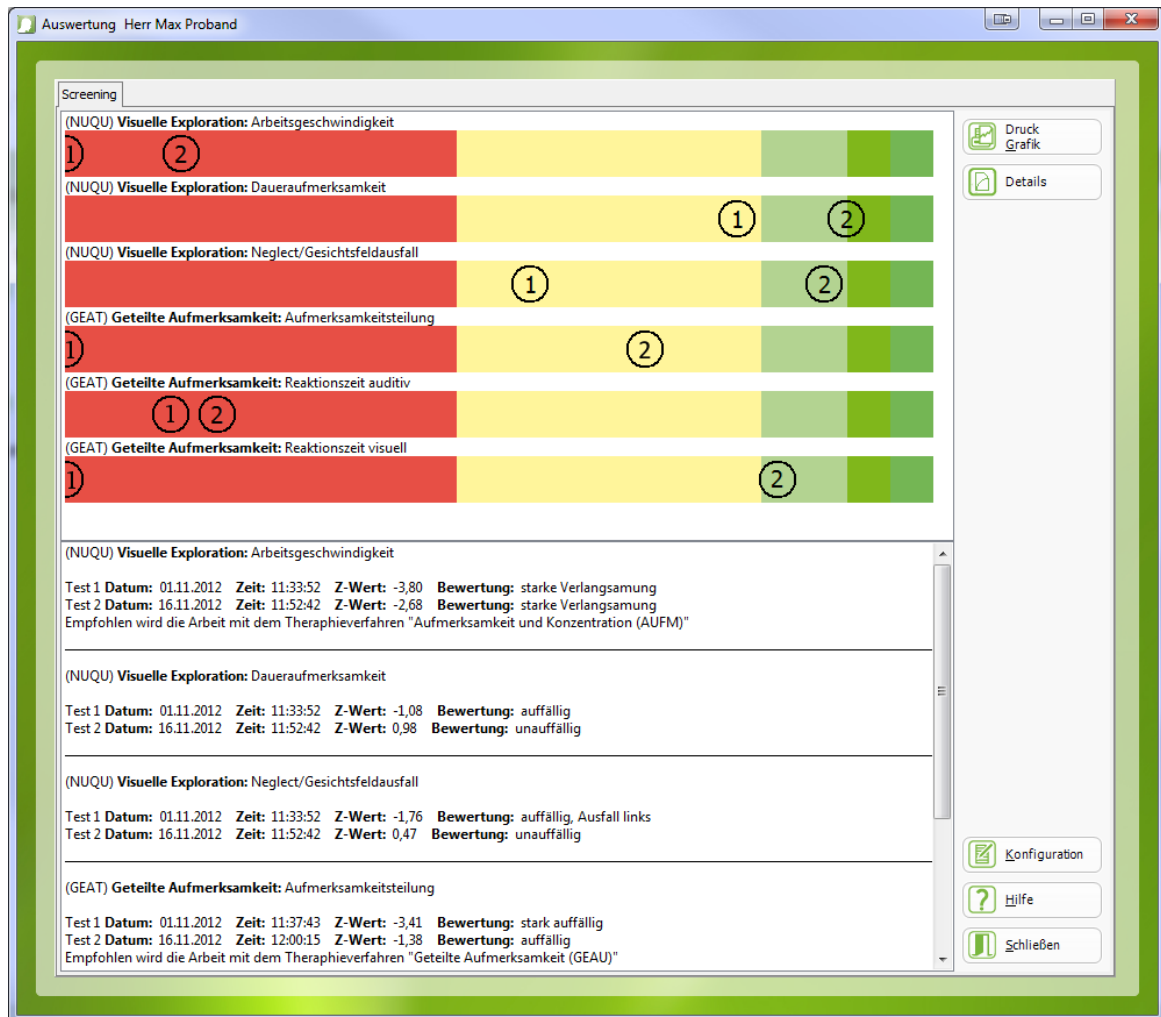 Auswertung Herr Max Proband
Screening
(NUQU) Visuelle Exploration: Arbeitsgeschwindigkeit
1 2
(NUQU) Visuelle Exploration: Daueraufmerksamkeit
1 2
(NUQU) Visuelle Exploration: Neglect/Gesichtsfeldausfall
1 2
(GEAT) Geteilte Aufmerksamkeit: Aufmerksamkeitsteilung
1 2
(GEAT) Geteilte Aufmerksamkeit: Reaktionszeit auditiv
1 2
(GEAT) Geteilte Aufmerksamkeit: Reaktionszeit visuell
1 2
(NUQU) Visuelle Exploration: Arbeitsgeschwindigkeit
Test 1 Datum: 01.11.2012 Zeit: 11:33:52 Z-Wert: -3,80 Bewertung: starke Verlangsamung
Test 2 Datum: 16.11.2012 Zeit: 11:52:42 Z-Wert: -2,68 Bewertung: starke Verlangsamung
Empfohlen wird die Arbeit mit dem Theraphieverfahren "Aufmerksamkeit und Konzentration (AUFM)"
(NUQU) Visuelle Exploration: Daueraufmerksamkeit
Test 1 Datum: 01.11.2012 Zeit: 11:33:52 Z-Wert: -1,08 Bewertung: auffällig
Test 2 Datum: 16.11.2012 Zeit: 11:52:42 Z-Wert: 0,98 Bewertung: unauffällig
(NUQU) Visuelle Exploration: Neglect/Gesichtsfeldausfall
Test 1 Datum: 01.11.2012 Zeit: 11:33:52 Z-Wert: -1,76 Bewertung: auffällig, Ausfall links
Test 2 Datum: 16.11.2012 Zeit: 11:52:42 Z-Wert: 0,47 Bewertung: unauffällig
(GEAT) Geteilte Aufmerksamkeit: Aufmerksamkeitsteilung
Test 1 Datum: 01.11.2012 Zeit: 11:37:43 Z-Wert: -3,41 Bewertung: stark auffällig
Test 2 Datum: 16.11.2012 Zeit: 12:00:15 Z-Wert: -1,38 Bewertung: auffällig
Empfohlen wird die Arbeit mit dem Theraphieverfahren "Geteilte Aufmerksamkeit (GEAU)"
Druck
Grafik
Details
Konfiguration
Hilfe
Schließen